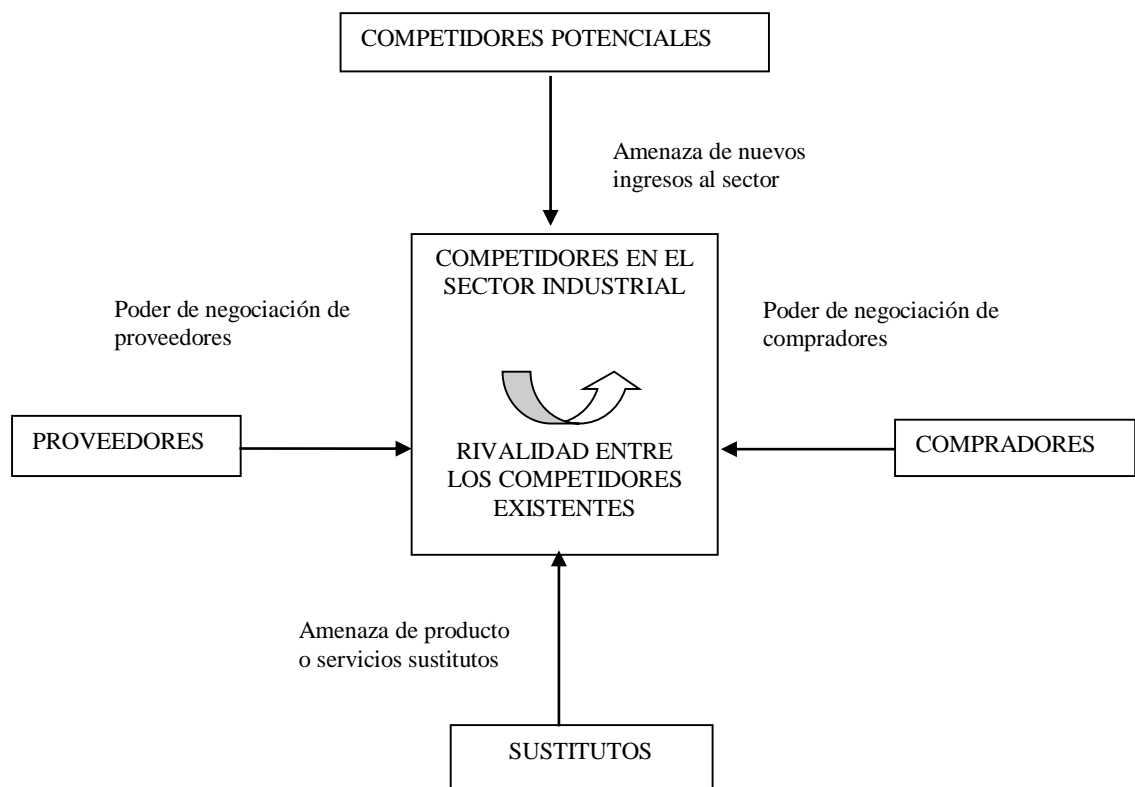 COMPETIDORES POTENCIALES
Amenaza de nuevos
ingresos al sector
COMPETIDORES EN EL
SECTOR INDUSTRIAL
Poder de negociación de
proveedores
Poder de negociación de
compradores
PROVEEDORES
RIVALIDAD ENTRE
LOS COMPETIDORES
EXISTENTES
COMPRADORES
Amenaza de producto
o servicios sustitutos
SUSTITUTOS